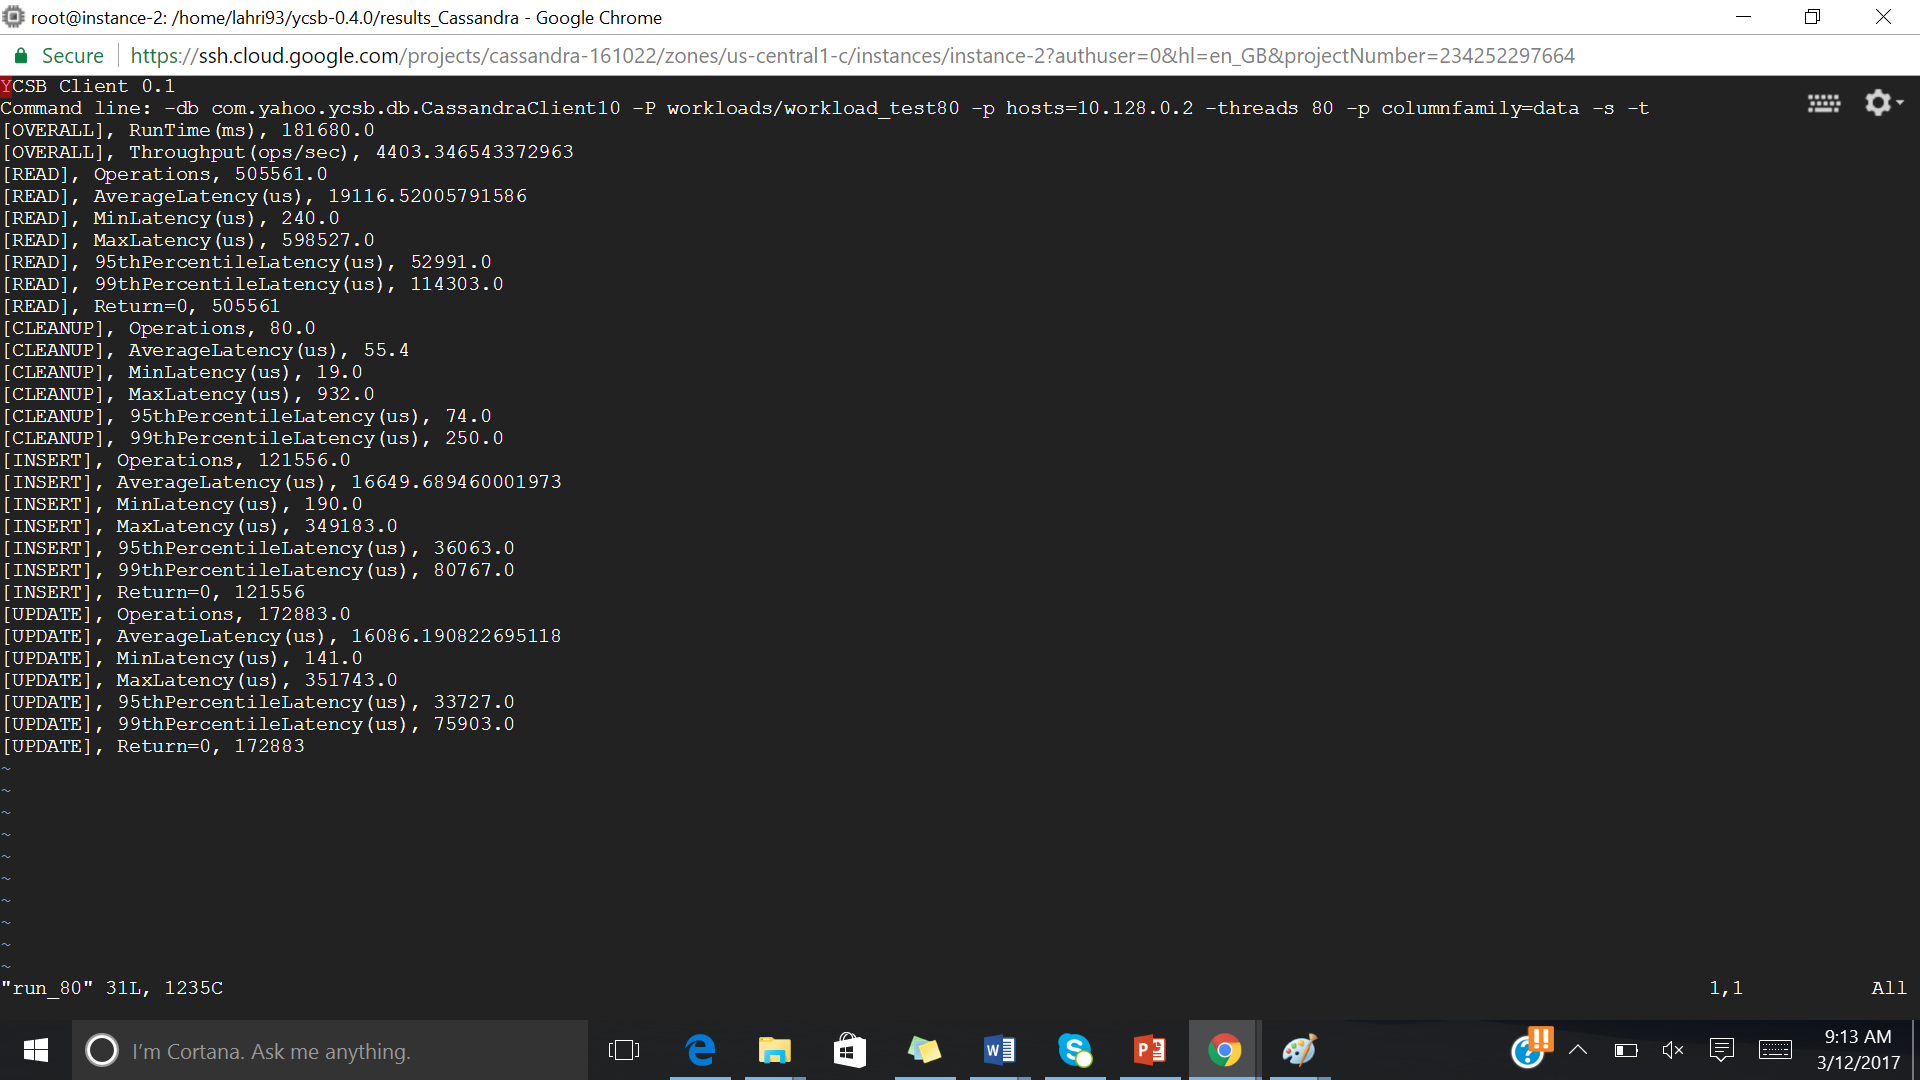 root@instance-2: /home/lahri93/ycsb-0.4.0/results_Cassandra - Google Chrome
Secure https://ssh.cloud.google.com/projects/cassandra-161022/zones/us-central1-c/instances/instance-2?authuser=0&hl=en_GB&projectNumber=234252297664
YCSB Client 0.1
Command line: -db com.yahoo.ycsb.db.CassandraClient10 -P workloads/workload_test80 -p hosts=10.128.0.2 -threads 80 -p columnfamily=data -s -t
[OVERALL], RunTime(ms), 181680.0
[OVERALL], Throughput(ops/sec), 4403.346543372963
[READ], Operations, 505561.0
[READ], AverageLatency(us), 19116.52005791586
[READ], MinLatency(us), 240.0
[READ], MaxLatency(us), 598527.0
[READ], 95thPercentileLatency(us), 52991.0
[READ], 99thPercentileLatency(us), 114303.0
[READ], Return=0, 505561
[CLEANUP], Operations, 80.0
[CLEANUP], AverageLatency(us), 55.4
[CLEANUP], MinLatency(us), 19.0
[CLEANUP], MaxLatency(us), 932.0
[CLEANUP], 95thPercentileLatency(us), 74.0
[CLEANUP], 99thPercentileLatency(us), 250.0
[INSERT], Operations, 121556.0
[INSERT], AverageLatency(us), 16649.689460001973
[INSERT], MinLatency(us), 190.0
[INSERT], MaxLatency(us), 349183.0
[INSERT], 95thPercentileLatency(us), 36063.0
[INSERT], 99thPercentileLatency(us), 80767.0
[INSERT], Return=0, 121556
[UPDATE], Operations, 172883.0
[UPDATE], AverageLatency(us), 16086.190822695118
[UPDATE], MinLatency(us), 141.0
[UPDATE], MaxLatency(us), 351743.0
[UPDATE], 95thPercentileLatency(us), 33727.0
[UPDATE], 99thPercentileLatency(us), 75903.0
[UPDATE], Return=0, 172883
~
~
~
~
~
~
~
~
~
~
"run_80" 31L, 1235C 1,1 All
I'm Cortana. Ask me anything.
9:13 AM
3/12/2017